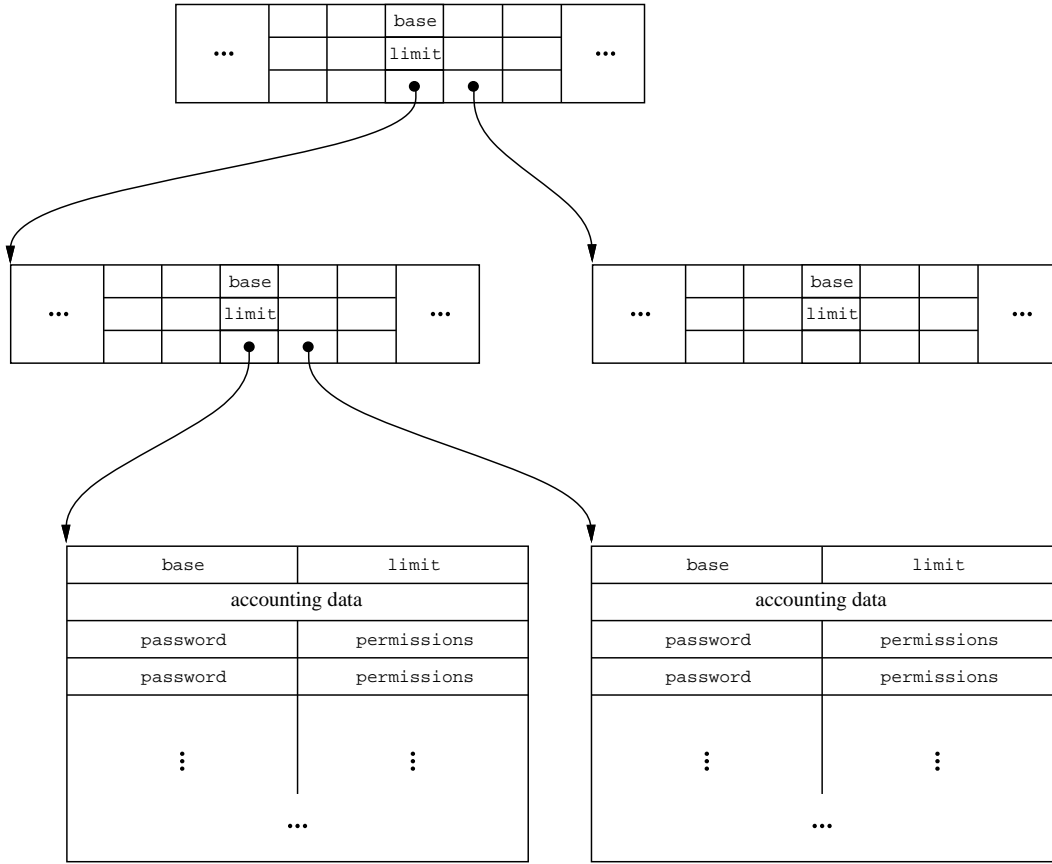 base
...
limit
...
base
...
limit
...
base
...
limit
...
base
limit
accounting data
password
permissions
password
permissions
...
base
limit
accounting data
password
permissions
password
permissions
...